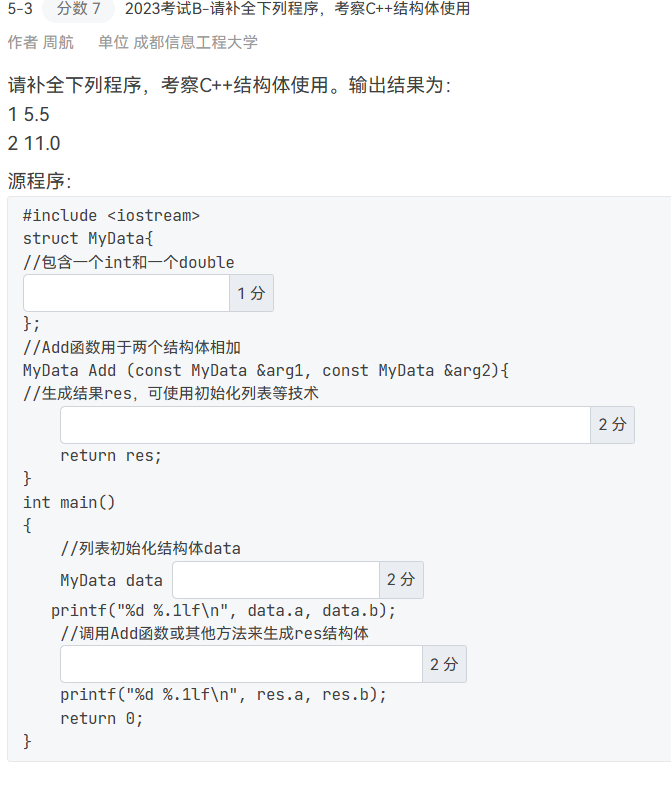 5-3 分数 7 2023考试B-请补全下列程序，考察C++结构体使用
作者 周航 单位 成都信息工程大学
请补全下列程序，考察C++结构体使用。输出结果为：
1 5.5
2 11.0
源程序：
#include <iostream>
struct MyData{
//包含一个int和一个double
1 分
};
//Add函数用于两个结构体相加
MyData Add (const MyData &arg1, const MyData &arg2){
//生成结果res，可使用初始化列表等技术
2 分
return res;
}
int main()
{
//列表初始化结构体data
MyData data 2 分
printf("%d %.1lf\n", data.a, data.b);
//调用Add函数或其他方法来生成res结构体
2 分
printf("%d %.1lf\n", res.a, res.b);
return 0;
}